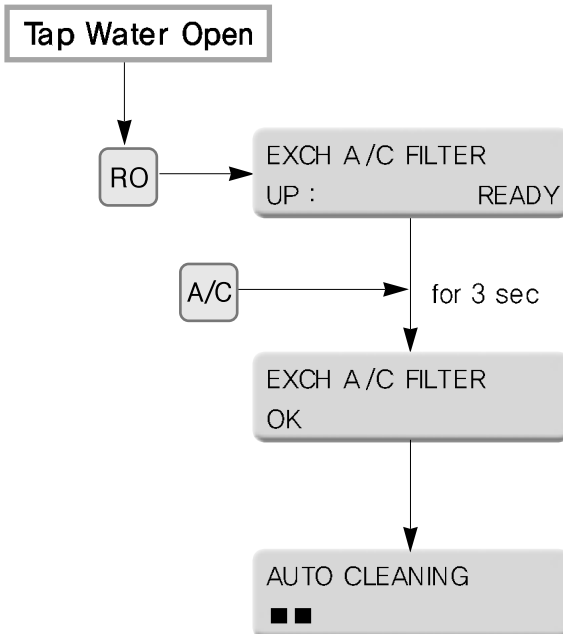 Tap Water Open
RO
EXCH A/C FILTER
UP : READY
A/C
for 3 sec
EXCH A/C FILTER
OK
AUTO CLEANING
■■